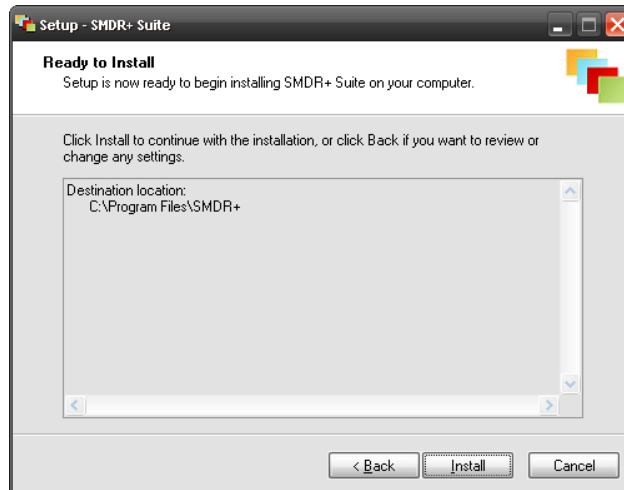 Setup - SMDR+ Suite
Ready to Install
Setup is now ready to begin installing SMDR+ Suite on your computer.
Click Install to continue with the installation, or click Back if you want to review or
change any settings.
Destination location:
C:\Program Files\SMDR+
< Back
Install
Cancel